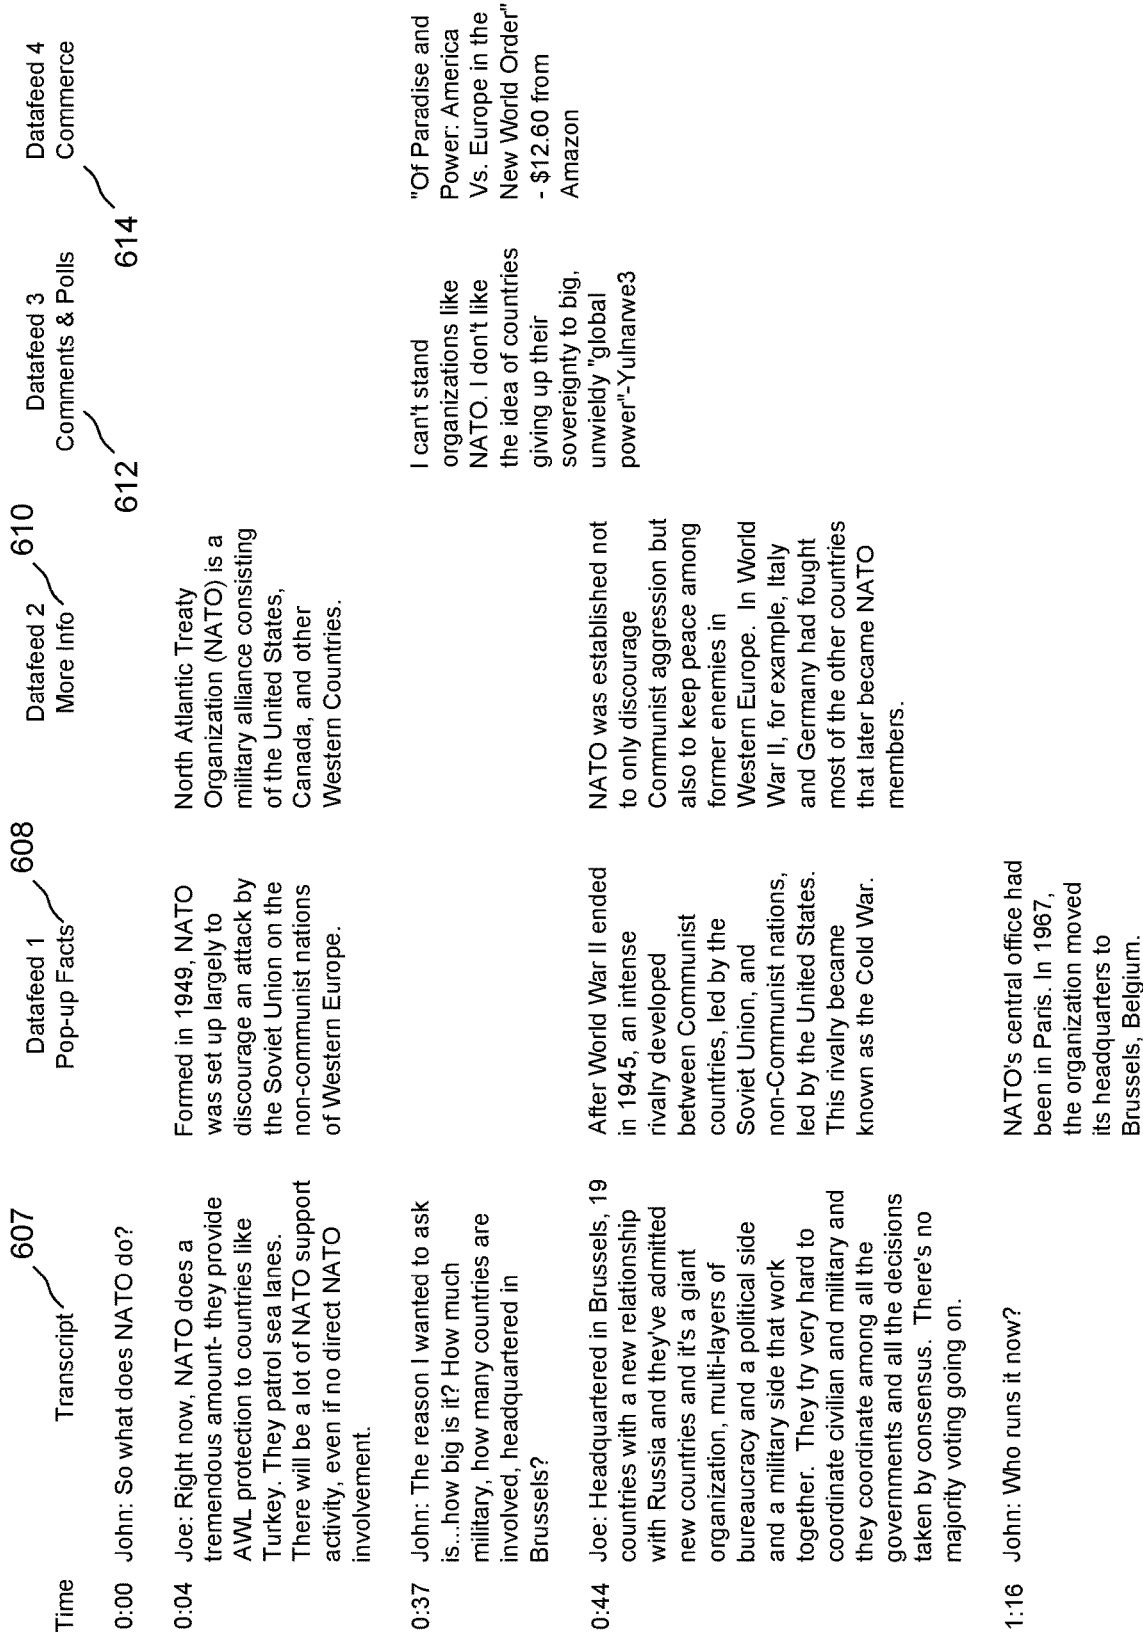 607
608
610
Datafeed 1
Datafeed 2
Datafeed 3
Datafeed 4
Time
Transcript
Pop-up Facts
More Info
Comments & Polls
Commerce
612
614
0:00
John: So what does NATO do?
0:04
Joe: Right now, NATO does a
tremendous amount- they provide
AWL protection to countries like
Turkey. They patrol sea lanes.
There will be a lot of NATO support
activity, even if no direct NATO
involvement.
Formed in 1949, NATO
was set up largely to
discourage an attack by
the Soviet Union on the
non-communist nations
of Western Europe.
North Atlantic Treaty
Organization (NATO) is a
military alliance consisting
of the United States,
Canada, and other
Western Countries.
0:37
John: The reason I wanted to ask
is...how big is it? How much
military, how many countries are
involved, headquartered in
Brussels?
I can't stand
organizations like
NATO. I don't like
the idea of countries
giving up their
sovereignty to big,
unwieldy "global
power"-Yulnarwe3
"Of Paradise and
Power: America
Vs. Europe in the
New World Order"
- $12.60 from
Amazon
0:44
Joe: Headquartered in Brussels, 19
countries with a new relationship
with Russia and they've admitted
new countries and it's a giant
organization, multi-layers of
bureaucracy and a political side
and a military side that work
together. They try very hard to
coordinate civilian and military and
they coordinate among all the
governments and all the decisions
taken by consensus. There's no
majority voting going on.
After World War II ended
in 1945, an intense
rivalry developed
between Communist
countries, led by the
Soviet Union, and
non-Communist nations,
led by the United States.
This rivalry became
known as the Cold War.
NATO was established not
to only discourage
Communist aggression but
also to keep peace among
former enemies in
Western Europe. In World
War II, for example, Italy
and Germany had fought
most of the other countries
that later became NATO
members.
1:16
John: Who runs it now?
NATO's central office had
been in Paris. In 1967,
the organization moved
its headquarters to
Brussels, Belgium.